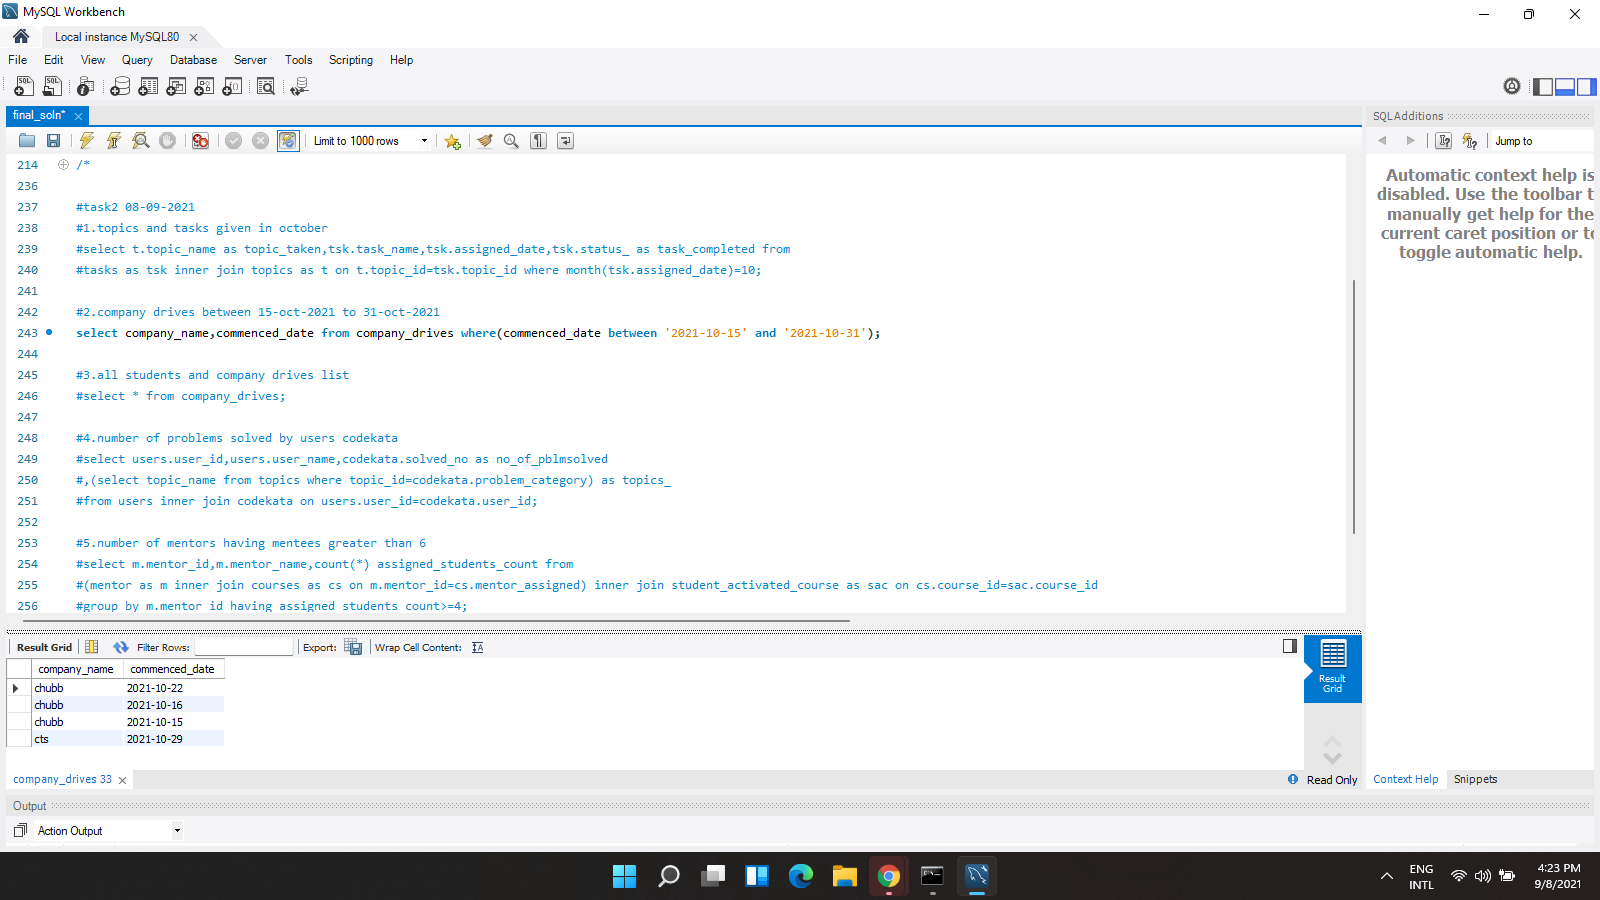 MySQL Workbench
Local instance MySQL80
File Edit View Query Database Server Tools Scripting Help
final_soln*
SQLAdditions
Limit to 1000 rows
Jump to
214 /*
236
237 #task2 08-09-2021
238 #1.topics and tasks given in october
239 #select t.topic_name as topic_taken,tsk.task_name,tsk.assigned_date,tsk.status_ as task_completed from
240 #tasks as tsk inner join topics as t on t.topic_id=tsk.topic_id where month(tsk.assigned_date)=10;
241
242 #2.company drives between 15-oct-2021 to 31-oct-2021
243 select company_name,commenced_date from company_drives where(commenced_date between '2021-10-15' and '2021-10-31');
244
245 #3.all students and company drives list
246 #select * from company_drives;
247
248 #4.number of problems solved by users codekata
249 #select users.user_id,users.user_name,codekata.solved_no as no_of_pblmsolved
250 #,(select topic_name from topics where topic_id=codekata.problem_category) as topics_
251 #from users inner join codekata on users.user_id=codekata.user_id;
252
253 #5.number of mentors having mentees greater than 6
254 #select m.mentor_id,m.mentor_name,count(*) assigned_students_count from
255 #(mentor as m inner join courses as cs on m.mentor_id=cs.mentor_assigned) inner join student_activated_course as sac on cs.course_id=sac.course_id
256 #group by m.mentor_id having assigned_students_count>=4;
Automatic context help is
disabled. Use the toolbar t
manually get help for the
current caret position or to
toggle automatic help.
Result Grid Filter Rows: Export: Wrap Cell Content:
company_name commenced_date
chubb 2021-10-22
chubb 2021-10-16
chubb 2021-10-15
cts 2021-10-29
Result
Grid
company_drives 33
Read Only
Context Help Snippets
Output
Action Output
ENG
INTL
4:23 PM
9/8/2021